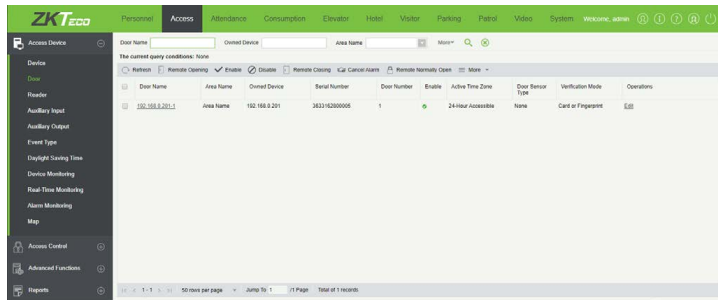 ZKTeco
Personnel Access Attendance Consumption Elevator Hotel Visitor Parking Patrol Video System Welcome, admin
Access Device
Device
Door
Reader
Auxiliary Input
Auxiliary Output
Event Type
Daylight Saving Time
Device Monitoring
Real-Time Monitoring
Alarm Monitoring
Map
Access Control
Advanced Functions
Reports
Door Name Owned Device Area Name More
The current query conditions: None
Refresh Remote Opening Enable Disable Remote Closing Cancel Alarm Remote Normally Open More
Door Name Area Name Owned Device Serial Number Door Number Enable Active Time Zone Door Sensor Type Verification Mode Operations
192.168.0.201-1 Area Name 192.168.0.201 3633162800005 1 24-Hour Accessible None Card or Fingerprint Edit
1-1 50 rows per page Jump To 1 /1 Page Total of 1 records